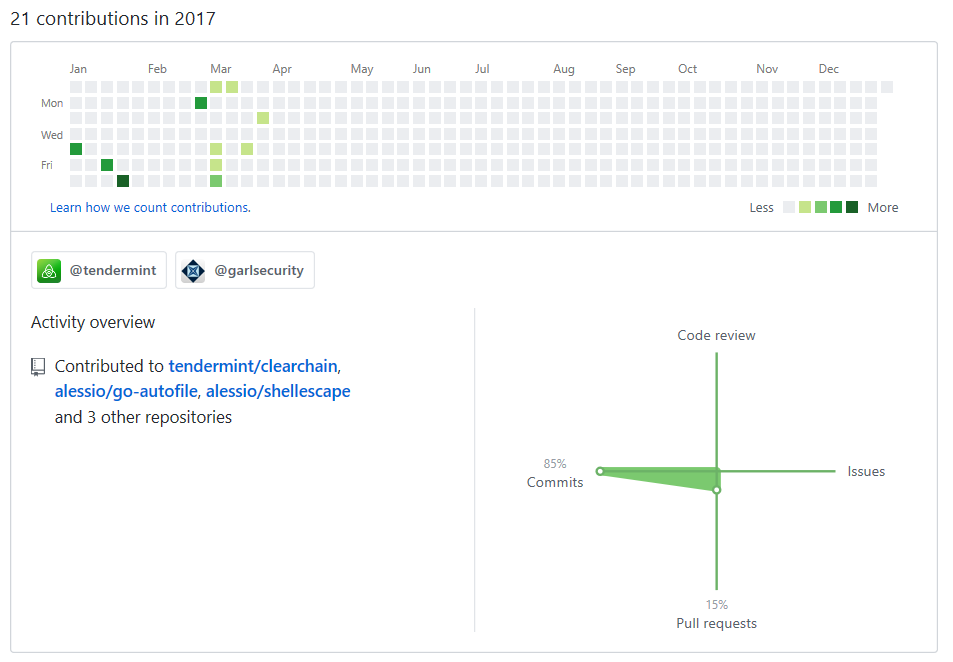 21 contributions in 2017
Jan Feb Mar Apr May Jun Jul Aug Sep Oct Nov Dec
Mon
Wed
Fri
Learn how we count contributions.
Less More
@tendermint @garlsecurity
Activity overview
Contributed to tendermint/clearchain,
alessio/go-autofile, alessio/shellescape
and 3 other repositories
Code review
85%
Commits
Issues
15%
Pull requests